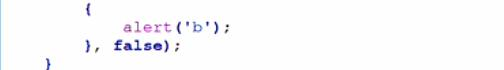 {
alert('b');
}, false);
}